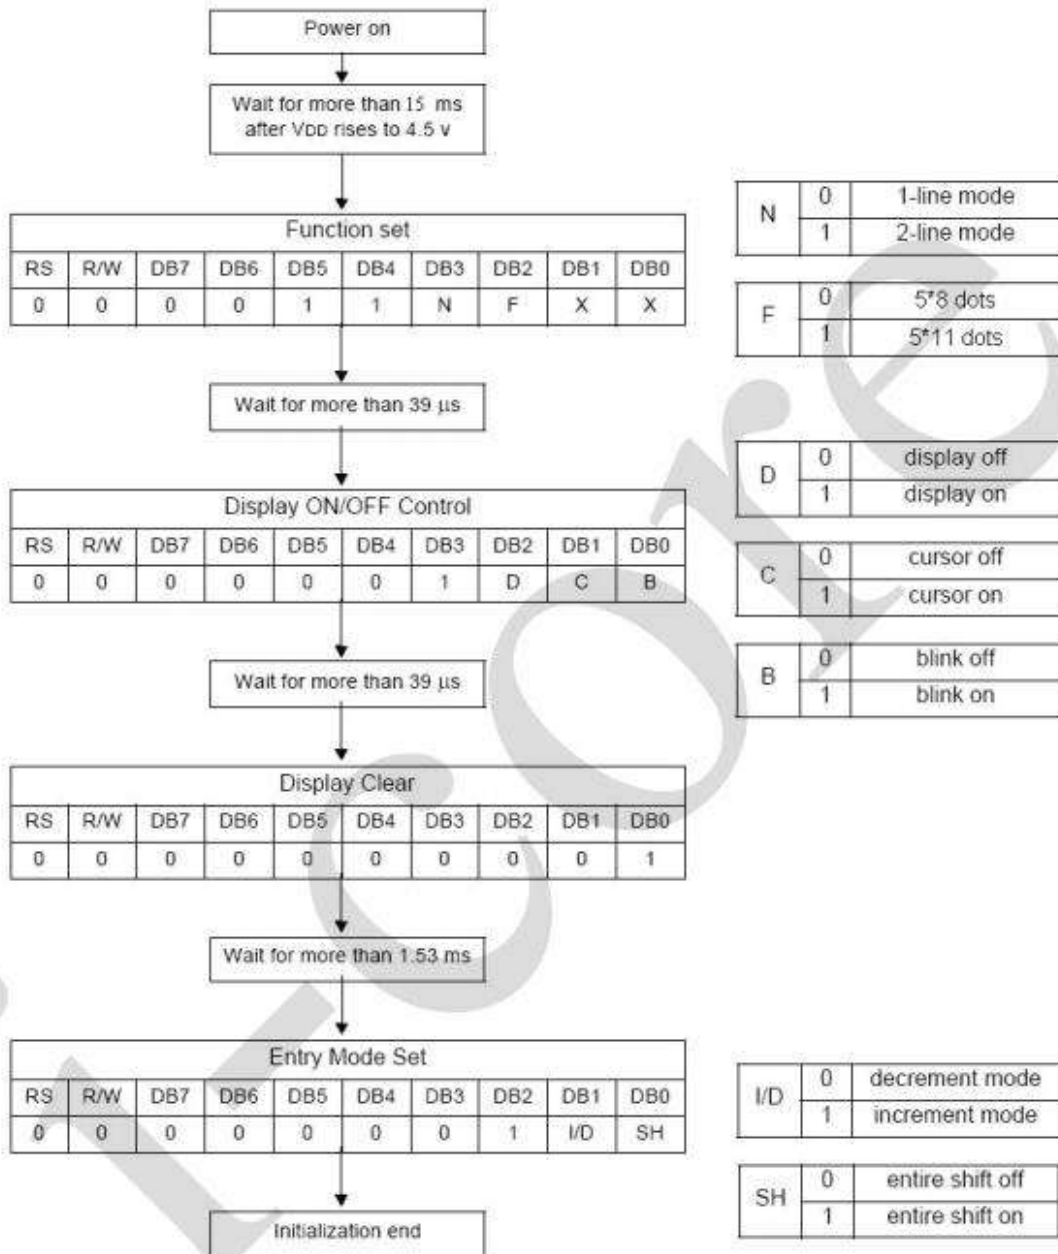 Power on
Wait for more than 15 ms
after VDD rises to 4.5 v
Function set
RS R/W DB7 DB6 DB5 DB4 DB3 DB2 DB1 DB0
0 0 0 0 1 1 N F X X
N 0 1-line mode
1 2-line mode
F 0 5*8 dots
1 5*11 dots
Wait for more than 39 μs
Display ON/OFF Control
RS R/W DB7 DB6 DB5 DB4 DB3 DB2 DB1 DB0
0 0 0 0 0 0 1 D C B
D 0 display off
1 display on
C 0 cursor off
1 cursor on
B 0 blink off
1 blink on
Wait for more than 39 μs
Display Clear
RS R/W DB7 DB6 DB5 DB4 DB3 DB2 DB1 DB0
0 0 0 0 0 0 0 0 0 1
Wait for more than 1.53 ms
Entry Mode Set
RS R/W DB7 DB6 DB5 DB4 DB3 DB2 DB1 DB0
0 0 0 0 0 0 0 1 I/D SH
I/D 0 decrement mode
1 increment mode
SH 0 entire shift off
1 entire shift on
Initialization end
i-core